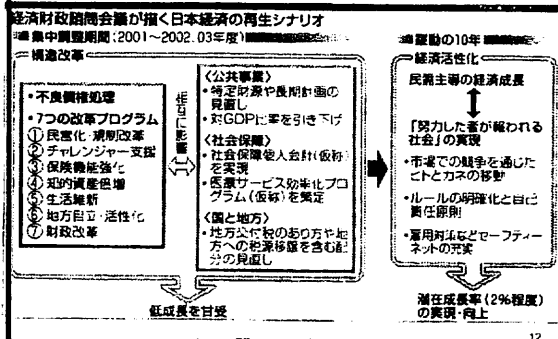 経済財政諮問会議が描く日本経済の再生シナリオ
集中調整期間(2001~2002、03年度)
構造改革
・不良債権処理
・7つの改革プログラム
①民営化・規制改革
②チャレンジャー支援
③保険機能強化
④知的資産倍増
⑤生活維新
⑥地方自立・活性化
⑦財政改革
相互に影響
〈公共事業〉
・特定財源や長期計画の
見直し
・対GDP比率を引き下げ
〈社会保障〉
・社会保障個人会計(仮称)
を実現
・医療サービス効率化プロ
グラム(仮称)を策定
〈国と地方〉
・地方交付税のあり方や地
方への税源移譲を含む配
分の見直し
低成長を甘受
躍動の10年
経済活性化
民需主導の経済成長
「努力した者が報われる
社会」の実現
・市場での競争を通じた
ヒトとカネの移動
・ルールの明確化と自己
責任原則
・雇用対策などセーフティー
ネットの充実
潜在成長率(2%程度)
の実現・向上
12